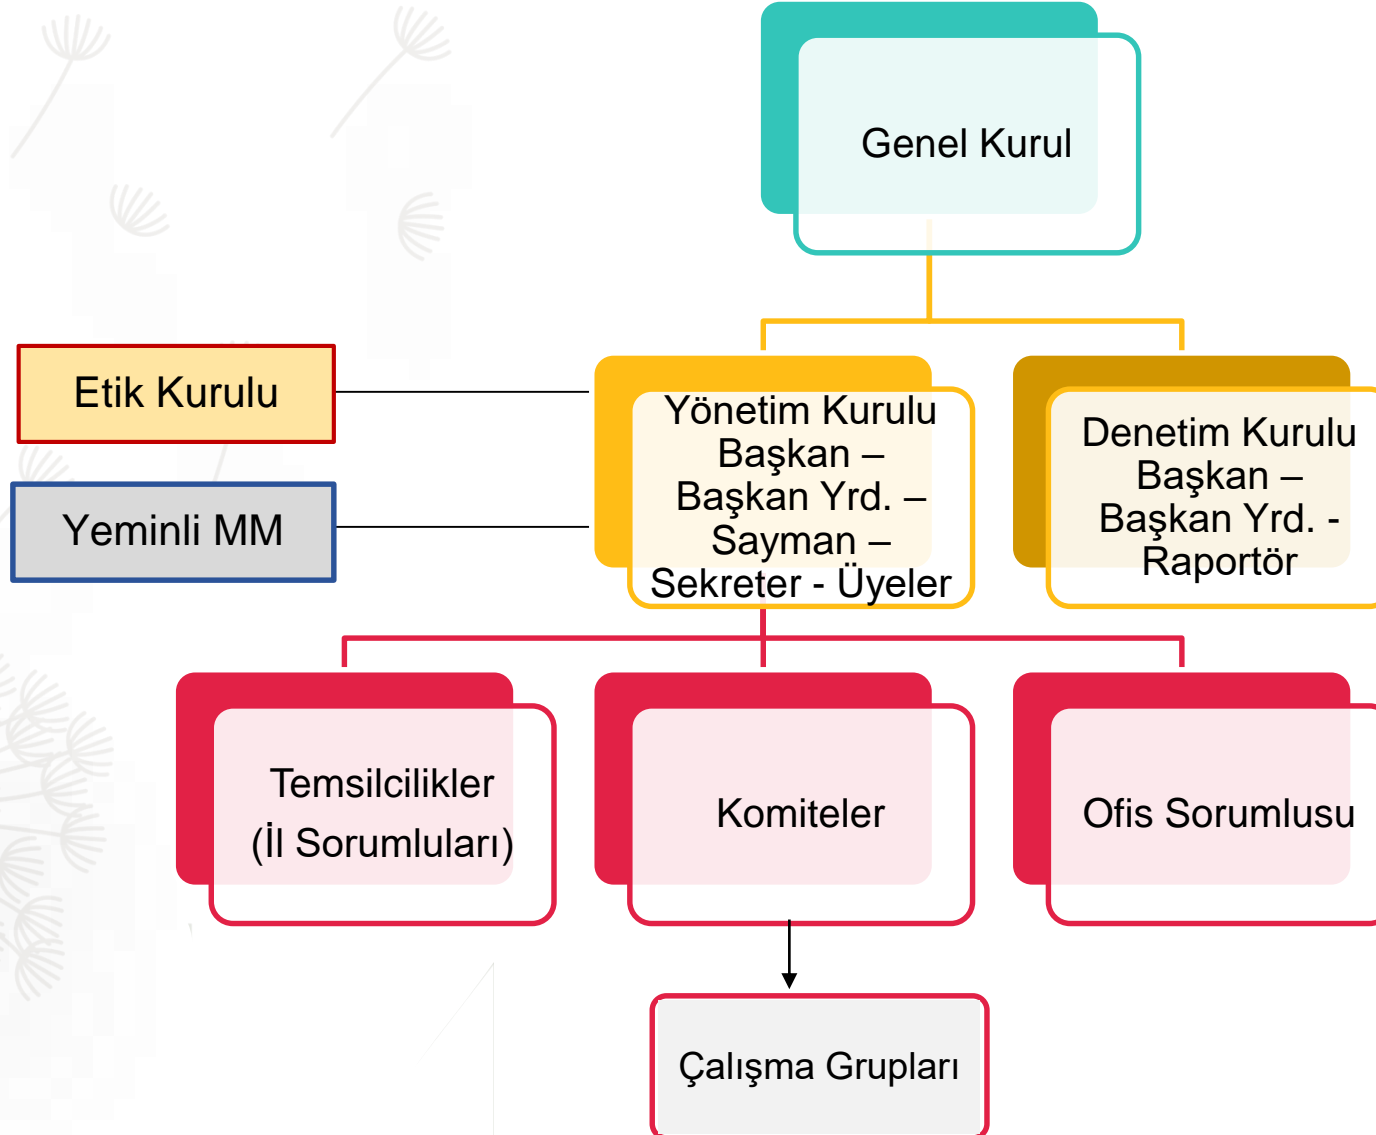 Genel Kurul
Etik Kurulu
Yeminli MM
Yönetim Kurulu
Başkan –
Başkan Yrd. –
Sayman –
Sekreter - Üyeler
Denetim Kurulu
Başkan –
Başkan Yrd. -
Raportör
Temsilcilikler
(İl Sorumluları)
Komiteler
Ofis Sorumlusu
Çalışma Grupları